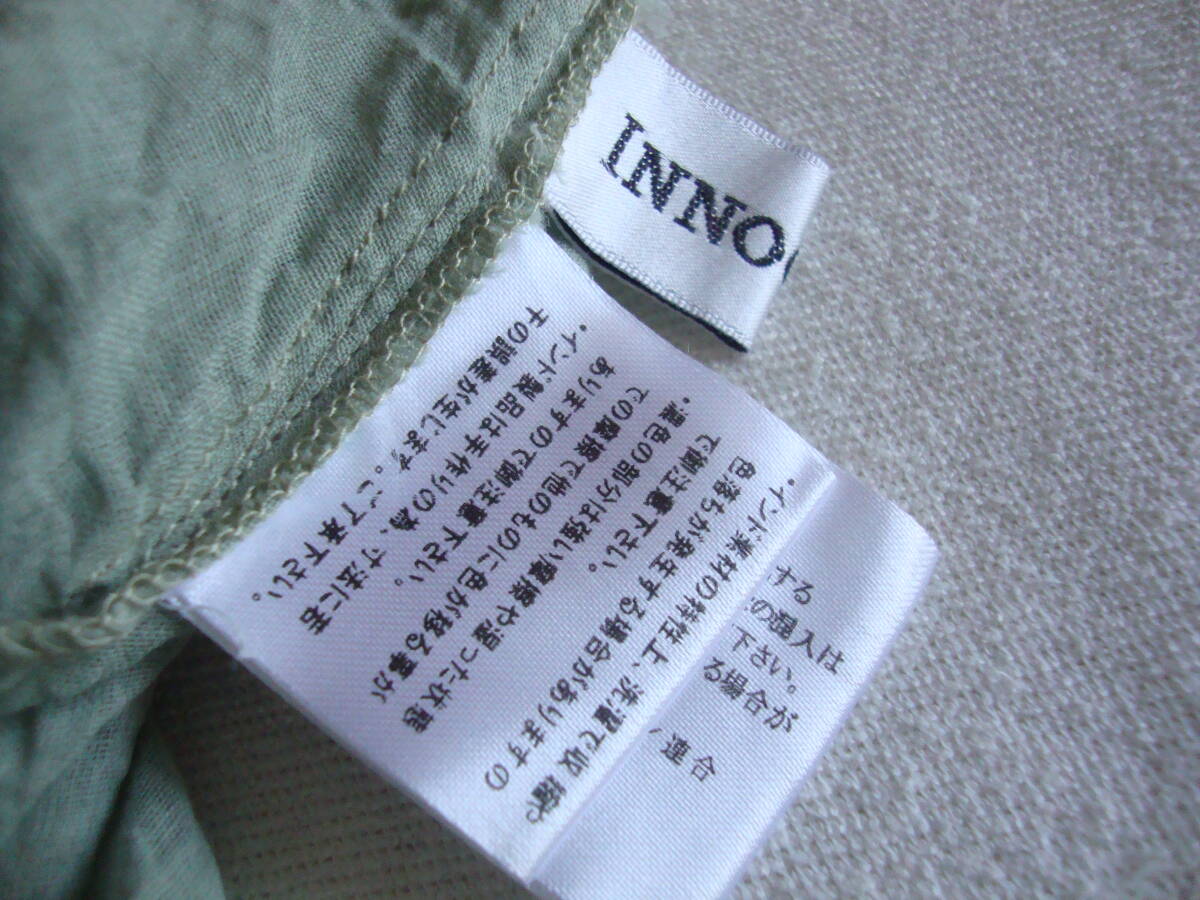 INNO
・インド素材の特性上、洗濯で収縮や
色落ちが発生する場合がありますの
で御注意下さい。
・濃色の部分は強い摩擦や湿った状態
での摩擦で他のものに色が移る事が
ありますので御注意下さい。
・インド製品は手作りの為、寸法に若
干の誤差が生じます。ご了承下さい。
する
の混入は
下さい。
る場合が
連合